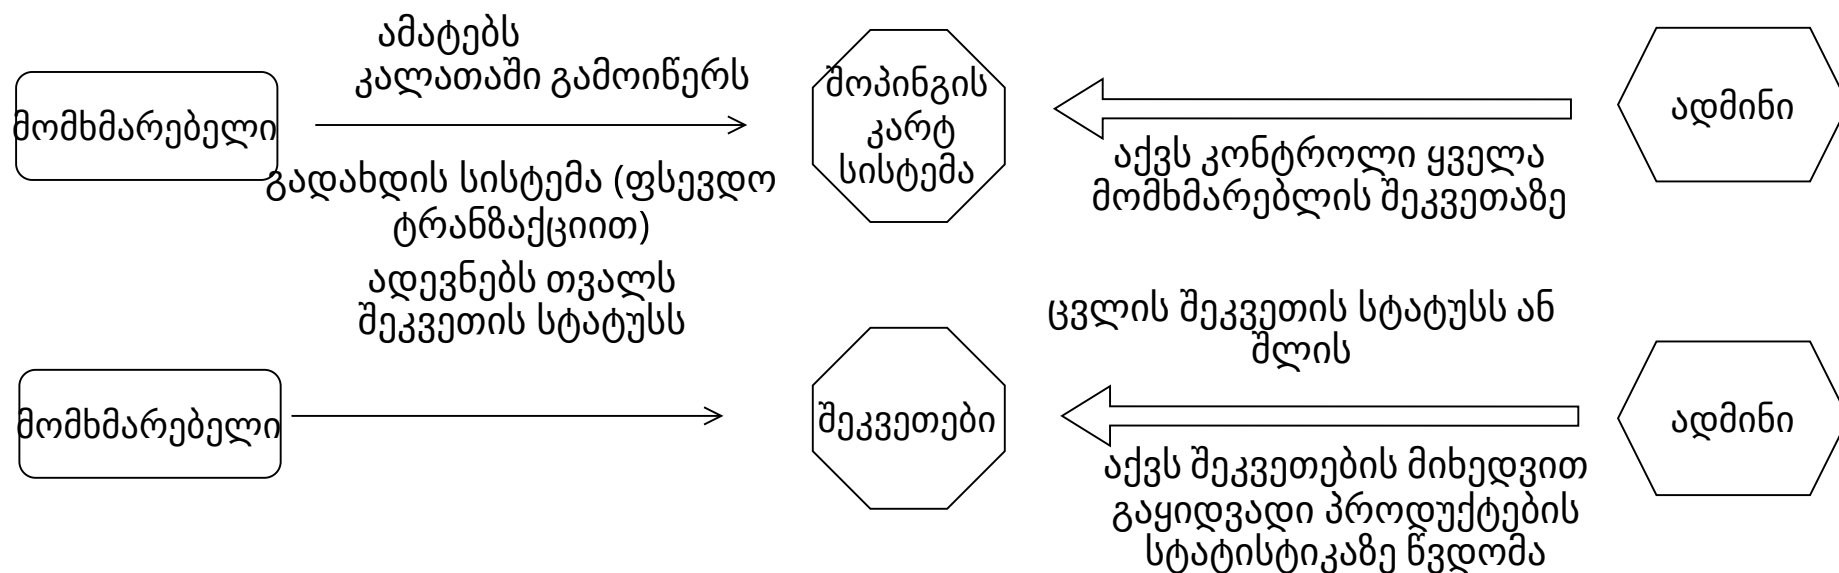 ამატებს
კალათაში გამოიწერს
მომხმარებელი
გადახდის სისტემა (ფსევდო
ტრანზაქციით)
შოპინგის
კარტ
სისტემა
ადმინი
აქვს კონტროლი ყველა
მომხმარებლის შეკვეთაზე
ადევნებს თვალს
შეკვეთის სტატუსს
მომხმარებელი
შეკვეთები
ცვლის შეკვეთის სტატუსს ან
შლის
ადმინი
აქვს შეკვეთების მიხედვით
გაყიდვადი პროდუქტების
სტატისტიკაზე წვდომა